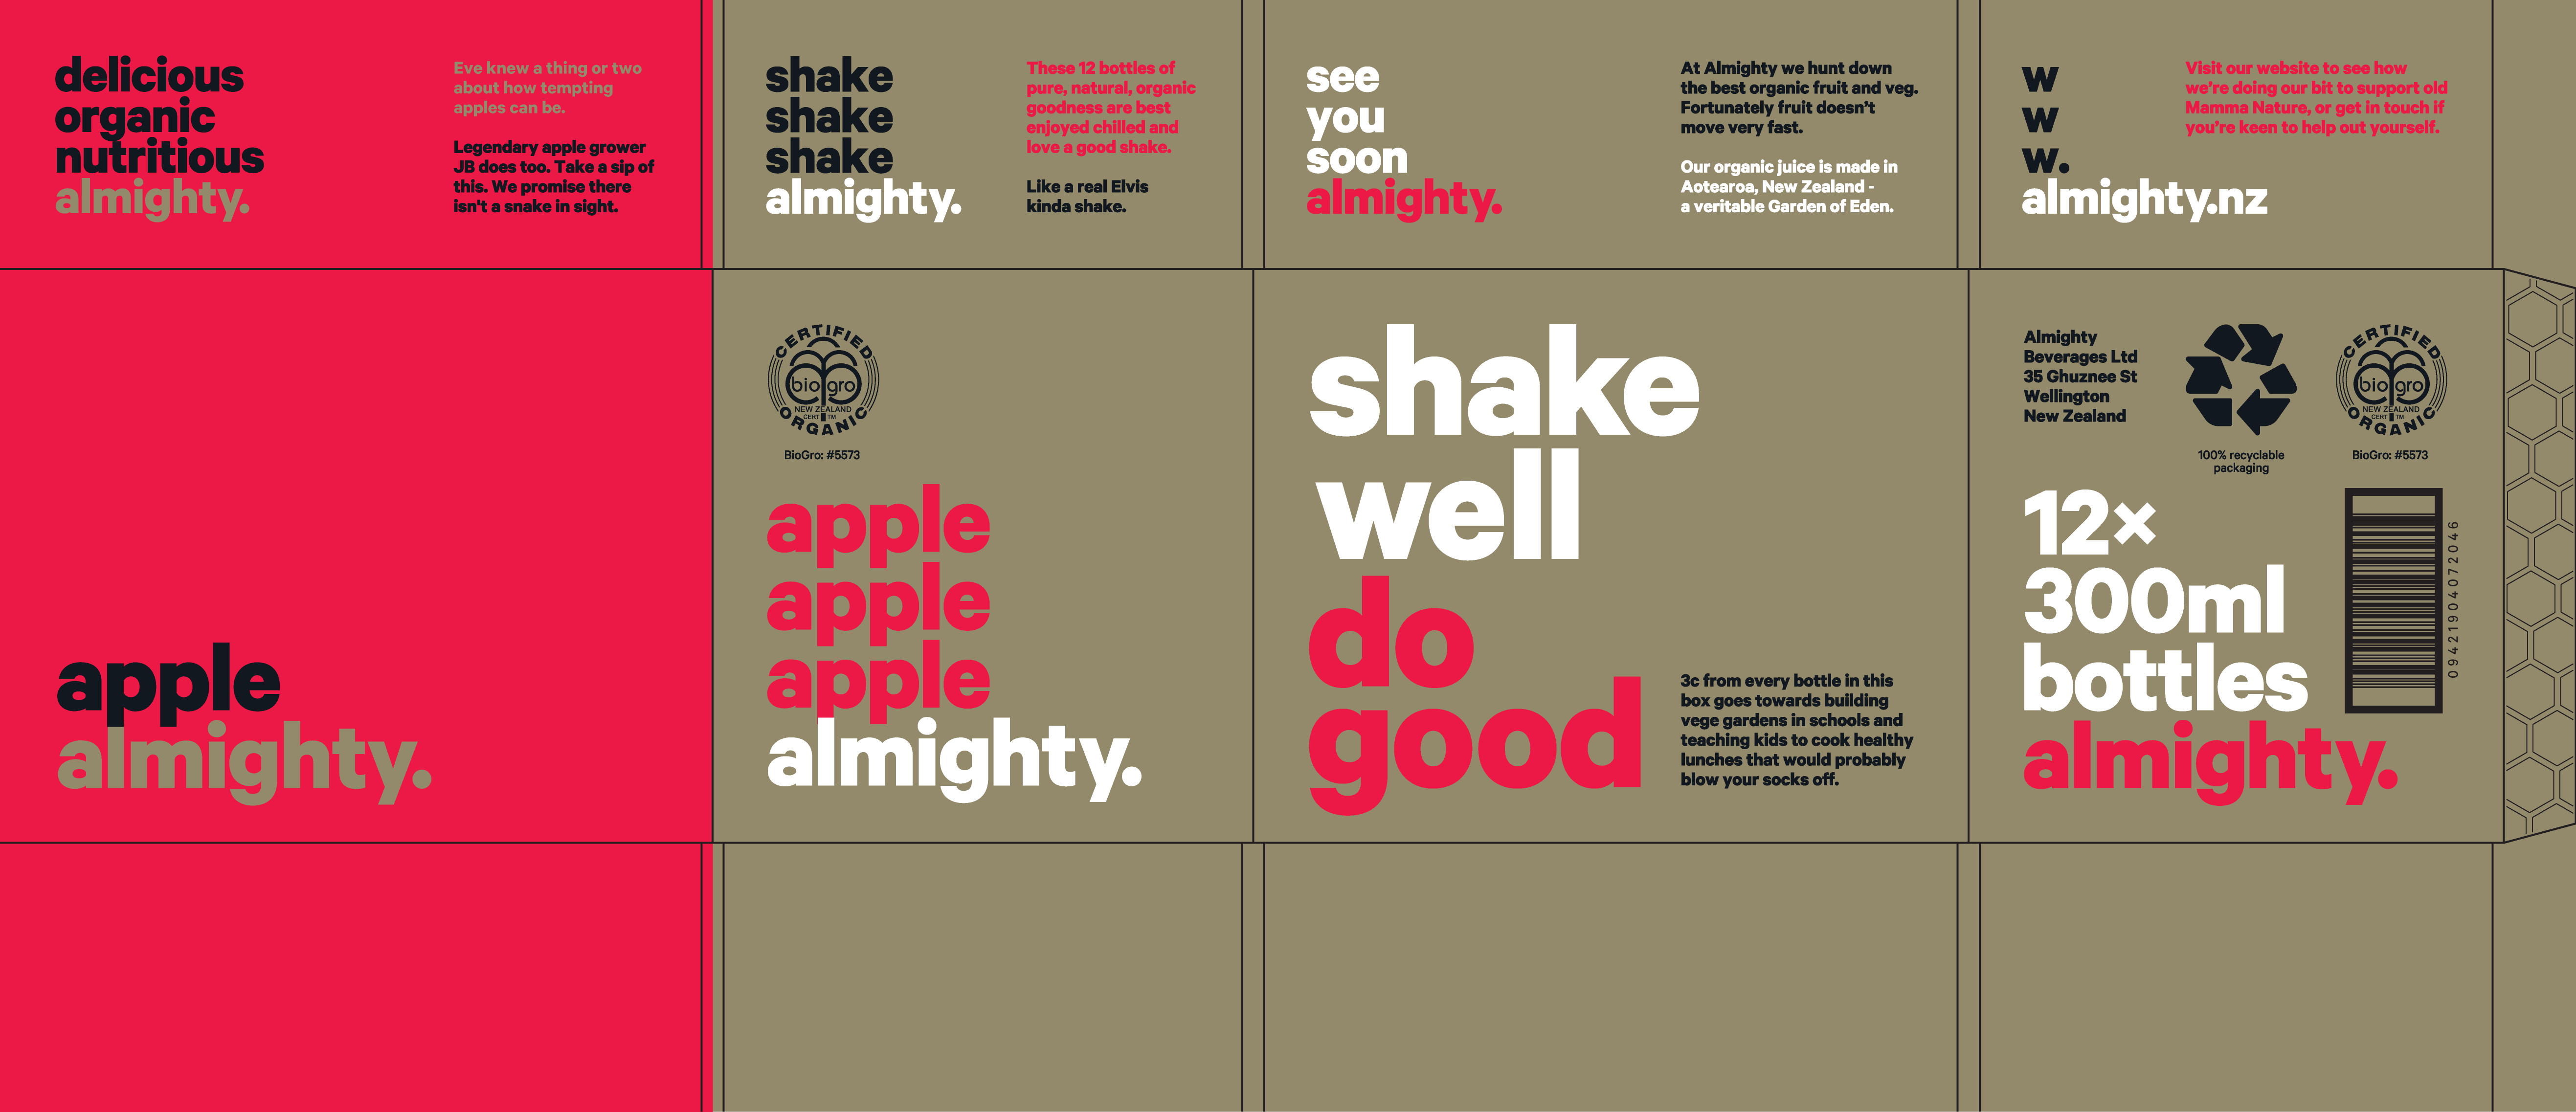 delicious
organic
nutritious
almighty.
Eve knew a thing or two
about how tempting
apples can be.
Legendary apple grower
JB does too. Take a sip of
this. We promise there
isn't a snake in sight.
shake
shake
shake
almighty.
These 12 bottles of
pure, natural, organic
goodness are best
enjoyed chilled and
love a good shake.
Like a real Elvis
kinda shake.
see
you
soon
almighty.
At Almighty we hunt down
the best organic fruit and veg.
Fortunately fruit doesn’t
move very fast.
Our organic juice is made in
Aotearoa, New Zealand -
a veritable Garden of Eden.
w
w
w.
almighty.nz
Visit our website to see how
we’re doing our bit to support old
Mamma Nature, or get in touch if
you’re keen to help out yourself.
apple
almighty.
CERTIFIED
bio gro
NEW ZEALAND
CERT TM
ORGANIC
BioGro: #5573
apple
apple
apple
almighty.
shake
well
do
good
3c from every bottle in this
box goes towards building
vege gardens in schools and
teaching kids to cook healthy
lunches that would probably
blow your socks off.
Almighty
Beverages Ltd
35 Ghuznee St
Wellington
New Zealand
100% recyclable
packaging
CERTIFIED
bio gro
NEW ZEALAND
CERT TM
ORGANIC
BioGro: #5573
12×
300ml
bottles
almighty.
09421904072046